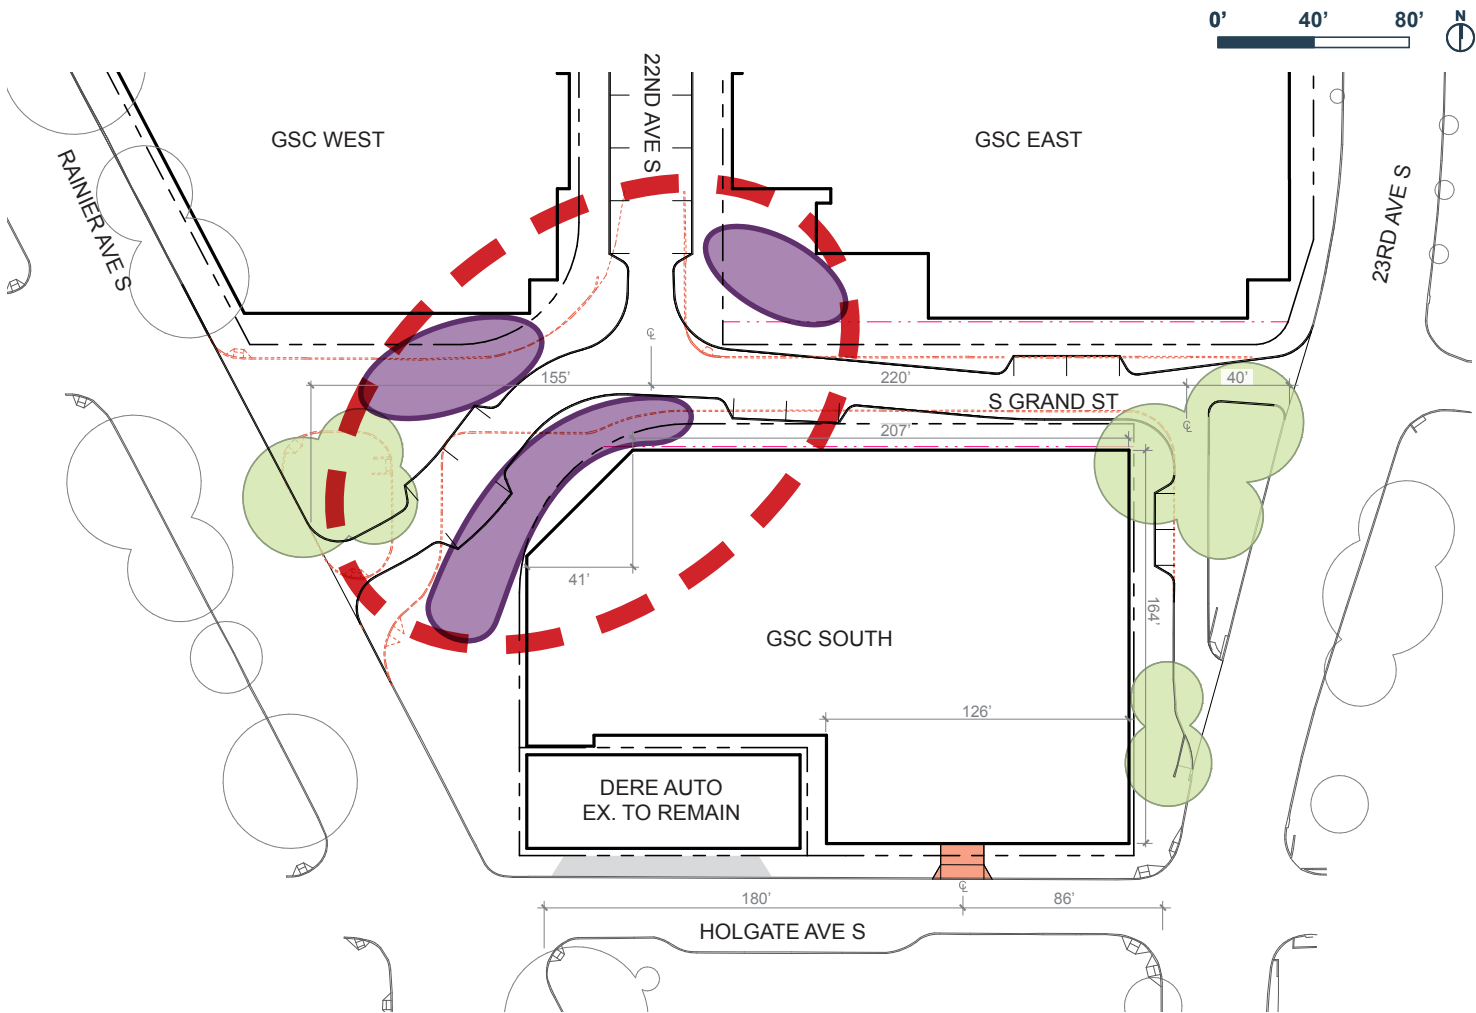 0' 40' 80'
N
22ND AVE S
GSC WEST
GSC EAST
RAINIER AVE S
23RD AVE S
℄
155'
220'
40'
S GRAND ST
℄
207'
41'
164'
GSC SOUTH
126'
DERE AUTO
EX. TO REMAIN
℄
180'
86'
HOLGATE AVE S